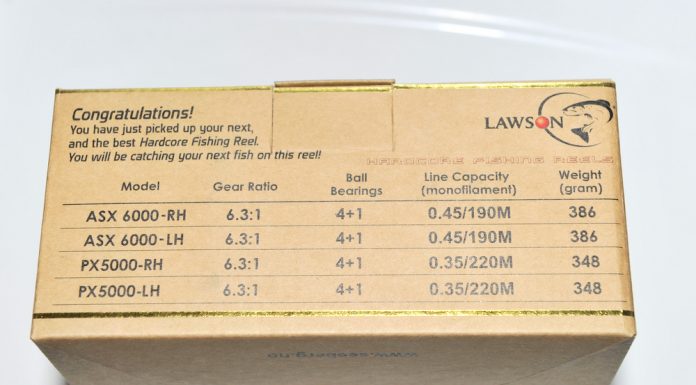 Congratulations!
You have just picked up your next,
and the best Hardcore Fishing Reel.
You will be catching your next fish on this reel!
LAWSON
HARDCORE FISHING REELS
Model Gear Ratio Ball Bearings Line Capacity (monofilament) Weight (gram)
ASX 6000-RH 6.3:1 4+1 0.45/190M 386
ASX 6000-LH 6.3:1 4+1 0.45/190M 386
PX5000-RH 6.3:1 4+1 0.35/220M 348
PX5000-LH 6.3:1 4+1 0.35/220M 348
www.seeberg.no